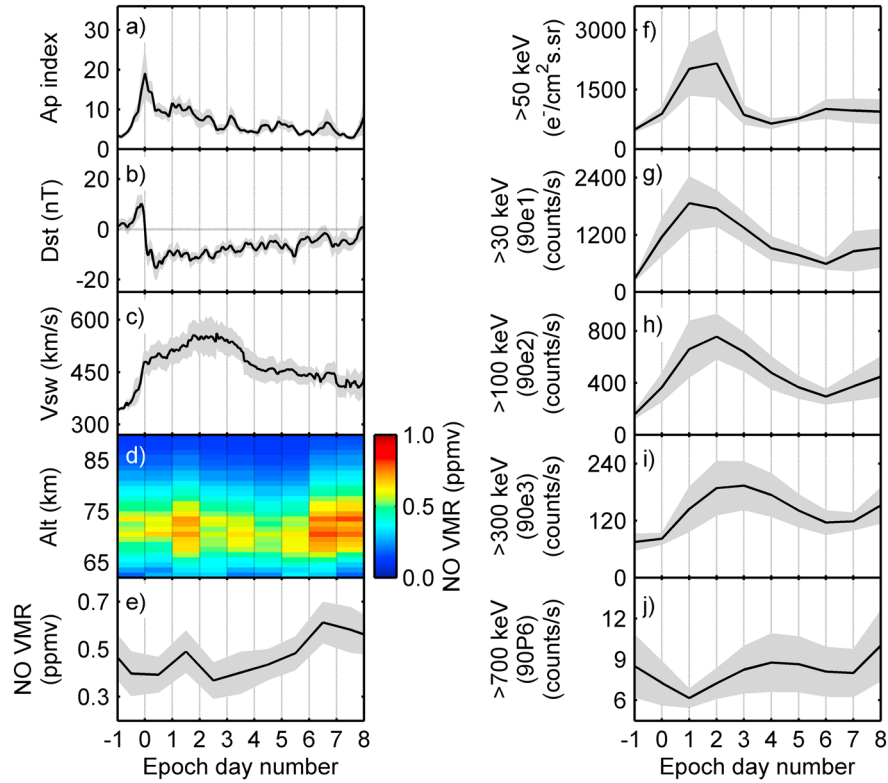 a)
Ap index
36
30
20
10
0
b)
Dst (nT)
20
0
-20
c)
Vsw (km/s)
600
450
300
d)
Alt (km)
85
75
65
1.0
0.5
0.0
NO VMR (ppmv)
e)
NO VMR
(ppmv)
0.7
0.5
0.3
-1 0 1 2 3 4 5 6 7 8
Epoch day number
f)
>50 keV
(e⁻/cm²s.sr)
3000
1500
0
g)
>30 keV
(90e1)
(counts/s)
2400
1200
0
h)
>100 keV
(90e2)
(counts/s)
800
400
0
i)
>300 keV
(90e3)
(counts/s)
240
120
0
j)
>700 keV
(90P6)
(counts/s)
12
9
6
-1 0 1 2 3 4 5 6 7 8
Epoch day number